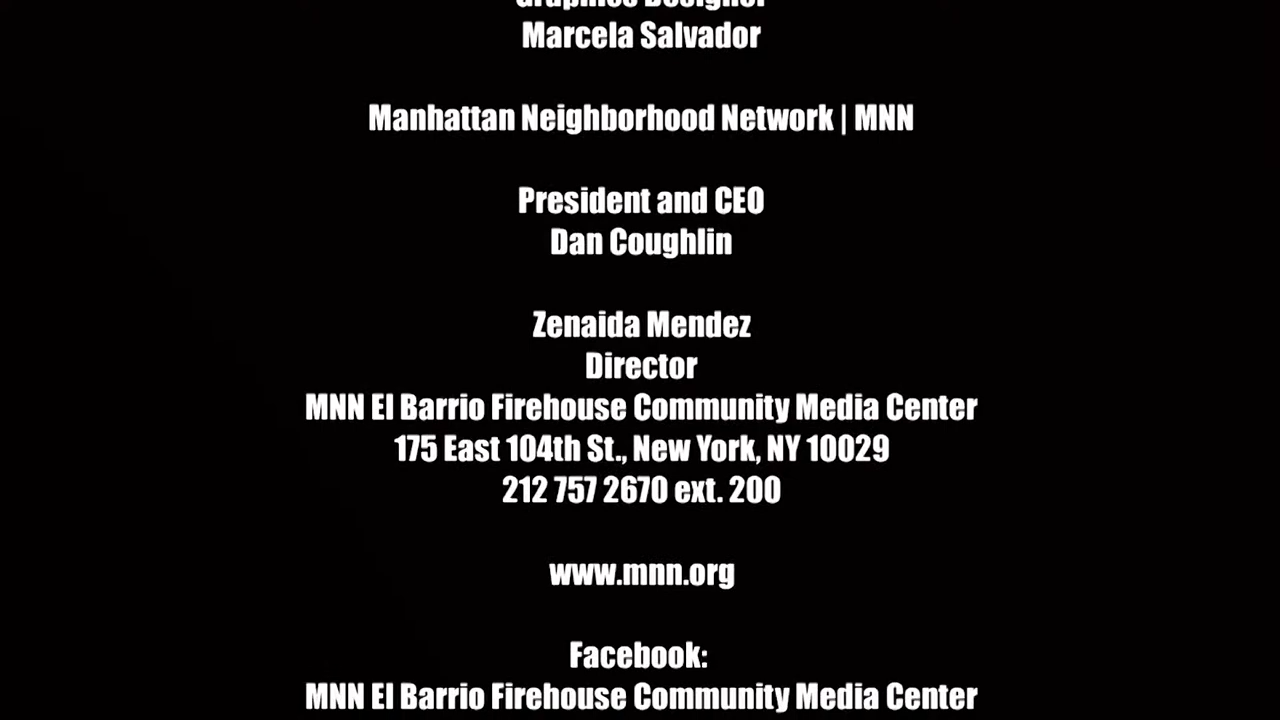 Graphics Designer
Marcela Salvador
Manhattan Neighborhood Network | MNN
President and CEO
Dan Coughlin
Zenaida Mendez
Director
MNN El Barrio Firehouse Community Media Center
175 East 104th St., New York, NY 10029
212 757 2670 ext. 200
www.mnn.org
Facebook:
MNN El Barrio Firehouse Community Media Center